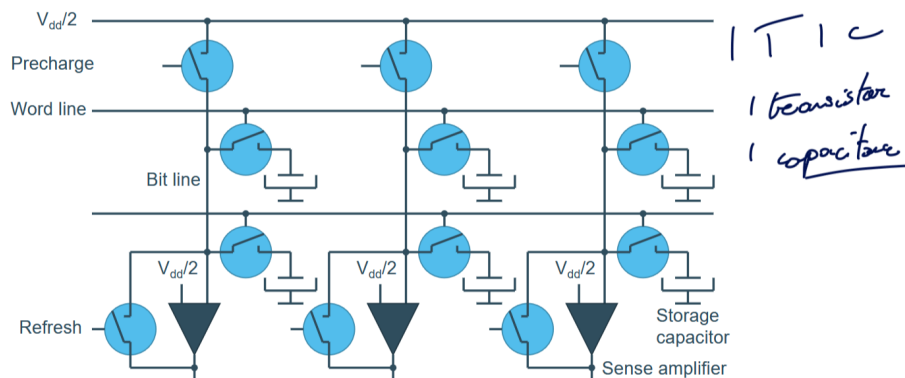 Vdd/2
Precharge
Word line
Bit line
Vdd/2 Vdd/2 Vdd/2
Refresh
Storage
capacitor
Sense amplifier
1 T 1 C
1 transistor
1 capacitor